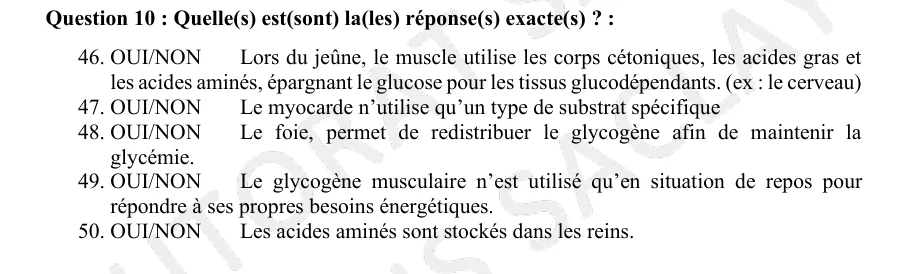 Question 10 : Quelle(s) est(sont) la(les) réponse(s) exacte(s) ? :
46. OUI/NON Lors du jeûne, le muscle utilise les corps cétoniques, les acides gras et
les acides aminés, épargnant le glucose pour les tissus glucodépendants. (ex : le cerveau)
47. OUI/NON Le myocarde n’utilise qu’un type de substrat spécifique
48. OUI/NON Le foie, permet de redistribuer le glycogène afin de maintenir la
glycémie.
49. OUI/NON Le glycogène musculaire n’est utilisé qu’en situation de repos pour
répondre à ses propres besoins énergétiques.
50. OUI/NON Les acides aminés sont stockés dans les reins.